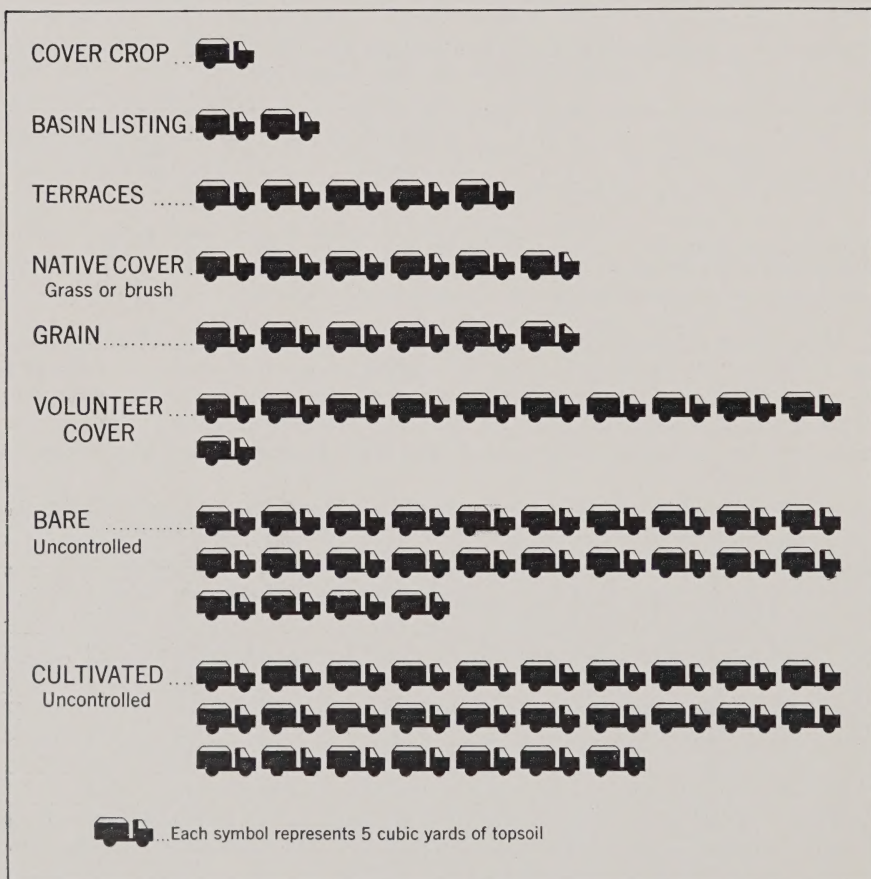 COVER CROP ...
BASIN LISTING.
TERRACES ......
NATIVE COVER .
Grass or brush
GRAIN............
VOLUNTEER ....
COVER
BARE ............
Uncontrolled
CULTIVATED ....
Uncontrolled
...Each symbol represents 5 cubic yards of topsoil